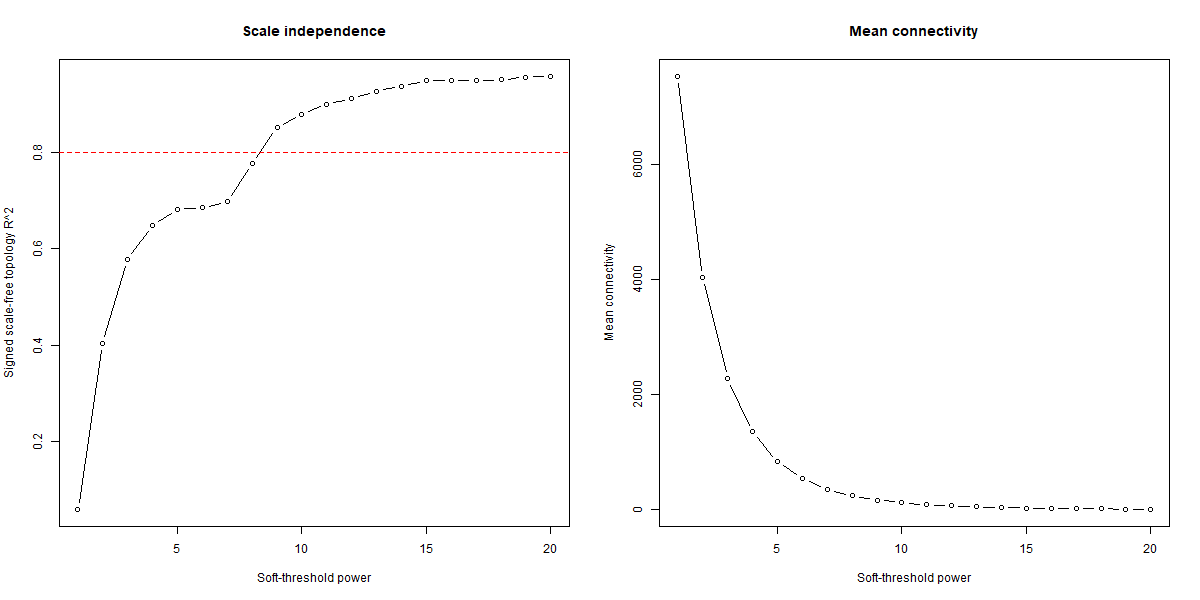 Scale independence
Signed scale-free topology R^2
0.2
0.4
0.6
0.8
5
10
15
20
Soft-threshold power
Mean connectivity
Mean connectivity
0
2000
4000
6000
5
10
15
20
Soft-threshold power